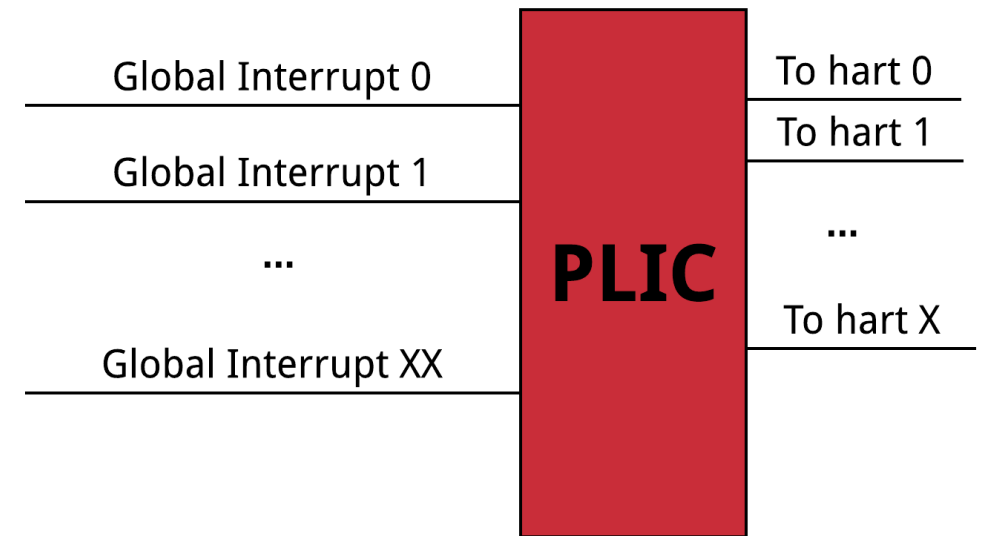 Global Interrupt 0
Global Interrupt 1
...
Global Interrupt XX
PLIC
To hart 0
To hart 1
...
To hart X